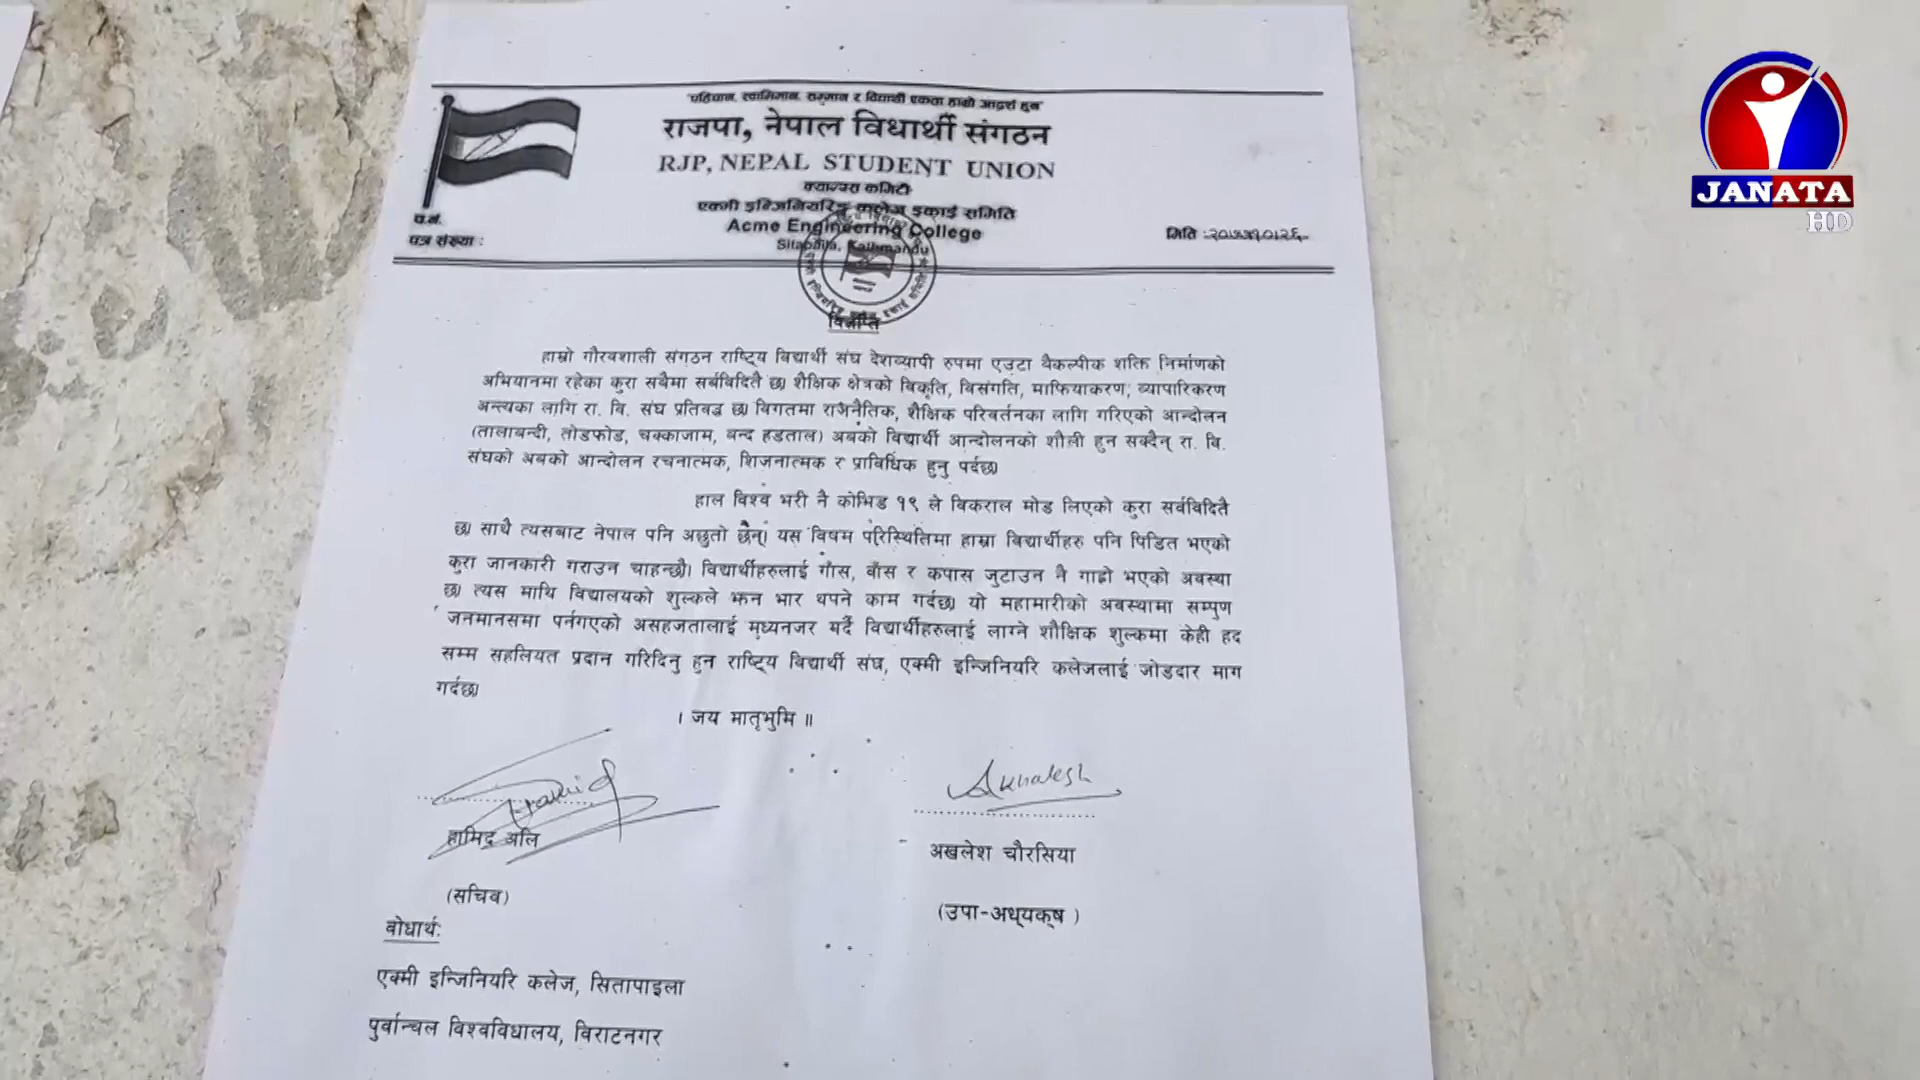 "पहिचान, स्वाभिमान, सम्मान र विद्यार्थी एकता हाम्रो आदर्श हुन"
राजपा, नेपाल विधार्थी संगठन
RJP, NEPAL STUDENT UNION
क्याम्पस कमिटी
एक्मी इन्जिनियरिङ्ग कलेज इकाई समिति
Acme Engineering College
Sitapaila, Kathmandu
च.नं.
पत्र संख्या :
मिति :
विज्ञप्ति
हाम्रो गौरवशाली संगठन राष्ट्रिय विद्यार्थी संघ देशव्यापी रुपमा एउटा वैकल्पीक शक्ति निर्माणको
अभियानमा रहेका कुरा सबैमा सर्बविदितै छ। शैक्षिक क्षेत्रको विकृति, विसंगति, माफियाकरण, व्यापारिकरण
अन्त्यका लागि रा. वि. संघ प्रतिबद्ध छ। विगतमा राजनैतिक, शैक्षिक परिवर्तनका लागि गरिएको आन्दोलन
(तालाबन्दी, तोडफोड, चक्काजाम, बन्द हडताल) अबको विद्यार्थी आन्दोलनको शौली हुन सक्दैन् रा. वि.
संघको अबको आन्दोलन रचनात्मक, शिजनात्मक र प्राविधिक हुनु पर्दछ।
हाल विश्व भरी नै कोभिड १९ ले बिकराल मोड लिएको कुरा सर्वविदितै
छ। साथै त्यसबाट नेपाल पनि अछुतो छैन्। यस विषम परिस्थितिमा हाम्रा विद्यार्थीहरु पनि पिडित भएको
कुरा जानकारी गराउन चाहन्छौ। विद्यार्थीहरुलाई गाँस, बाँस र कपास जुटाउन नै गाह्रो भएको अवस्था
छ। त्यस माथि विद्यालयको शुल्कले झन भार थपने काम गर्दछ। यो महामारीको अवस्थामा सम्पुण
जनमानसमा पर्नगएको असहजतालाई मध्यनजर गर्दै विद्यार्थीहरुलाई लाग्ने शौक्षिक शुल्कमा केही हद
सम्म सहलियत प्रदान गरिदिनु हुन राष्ट्रिय विद्यार्थी संघ, एक्मी इन्जिनियरि कलेजलाई जोडदार माग
गर्दछ।
। जय मातृभुमि ॥
Hamid
Akhalesh
हामिद अलि
अखलेश चौरसिया
(सचिव)
(उपा-अध्यक्ष )
बोधार्थ:
एक्मी इन्जिनियरि कलेज, सितापाइला
पुर्वान्चल विश्वविधालय, विराटनगर
JANATA
HD